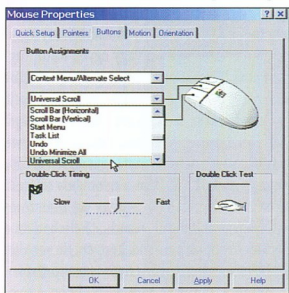 Mouse Properties
Quick Setup Pointers Buttons Motion Orientation
Button Assignments
Context Menu/Alternate Select
Universal Scroll
Scroll Bar (Horizontal)
Scroll Bar (Vertical)
Start Menu
Task List
Undo
Undo Minimize All
Universal Scroll
Double-Click Timing
Double Click Test
Slow
Fast
OK Cancel Apply Help